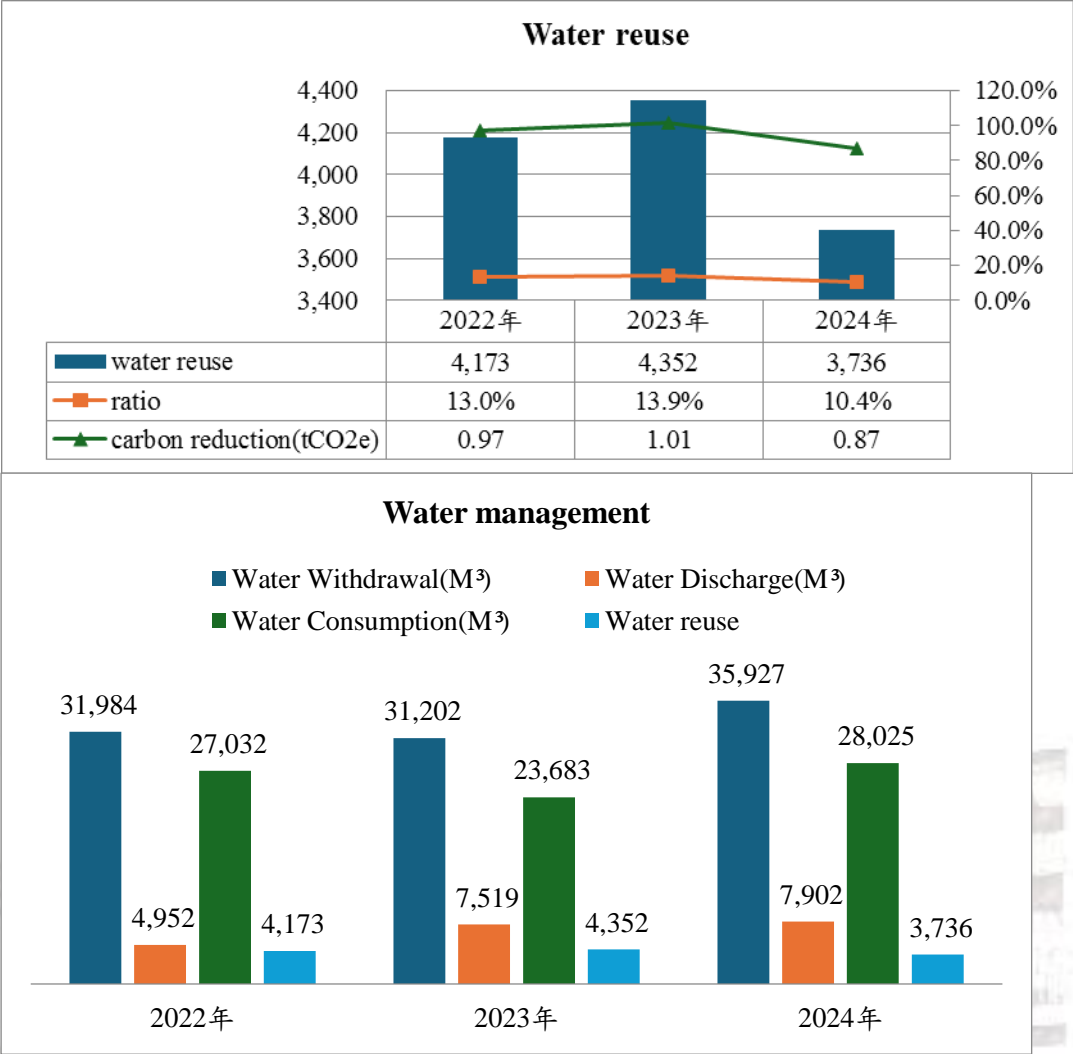 Water reuse
4,400 120.0%
4,200 100.0%
4,000 80.0%
3,800 60.0%
3,600 40.0%
3,400 20.0%
0.0%
2022年 2023年 2024年
water reuse 4,173 4,352 3,736
ratio 13.0% 13.9% 10.4%
carbon reduction(tCO2e) 0.97 1.01 0.87
Water management
Water Withdrawal(M³) Water Discharge(M³)
Water Consumption(M³) Water reuse
31,984 4,952 27,032 4,173
31,202 7,519 23,683 4,352
35,927 7,902 28,025 3,736
2022年 2023年 2024年